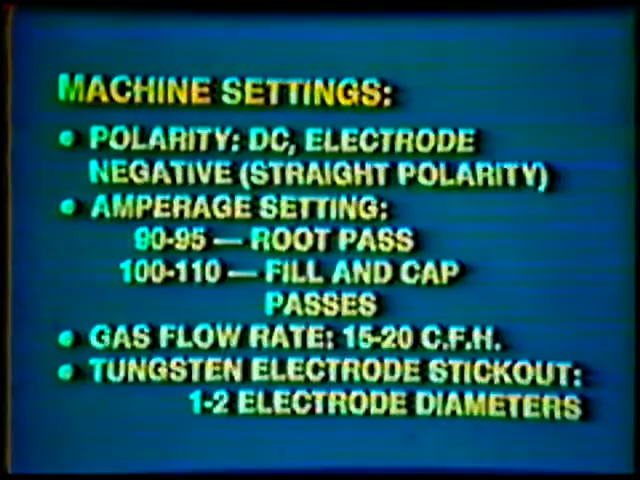 MACHINE SETTINGS:
• POLARITY: DC, ELECTRODE
NEGATIVE (STRAIGHT POLARITY)
• AMPERAGE SETTING:
90-95 — ROOT PASS
100-110 — FILL AND CAP
PASSES
• GAS FLOW RATE: 15-20 C.F.H.
• TUNGSTEN ELECTRODE STICKOUT:
1-2 ELECTRODE DIAMETERS